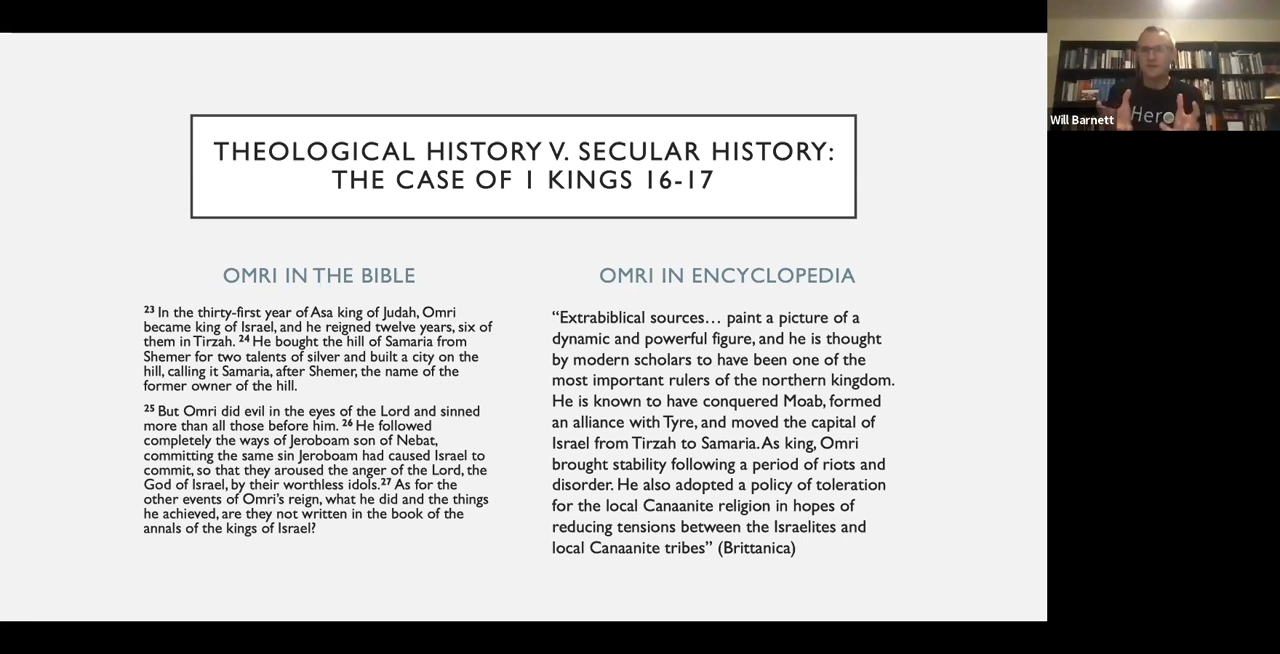 THEOLOGICAL HISTORY V. SECULAR HISTORY:
THE CASE OF 1 KINGS 16-17
OMRI IN THE BIBLE
23 In the thirty-first year of Asa king of Judah, Omri
became king of Israel, and he reigned twelve years, six of
them in Tirzah. 24 He bought the hill of Samaria from
Shemer for two talents of silver and built a city on the
hill, calling it Samaria, after Shemer, the name of the
former owner of the hill.
25 But Omri did evil in the eyes of the Lord and sinned
more than all those before him. 26 He followed
completely the ways of Jeroboam son of Nebat,
committing the same sin Jeroboam had caused Israel to
commit, so that they aroused the anger of the Lord, the
God of Israel, by their worthless idols.27 As for the
other events of Omri's reign, what he did and the things
he achieved, are they not written in the book of the
annals of the kings of Israel?
OMRI IN ENCYCLOPEDIA
“Extrabiblical sources… paint a picture of a
dynamic and powerful figure, and he is thought
by modern scholars to have been one of the
most important rulers of the northern kingdom.
He is known to have conquered Moab, formed
an alliance with Tyre, and moved the capital of
Israel from Tirzah to Samaria. As king, Omri
brought stability following a period of riots and
disorder. He also adopted a policy of toleration
for the local Canaanite religion in hopes of
reducing tensions between the Israelites and
local Canaanite tribes” (Brittanica)
Hero
Will Barnett